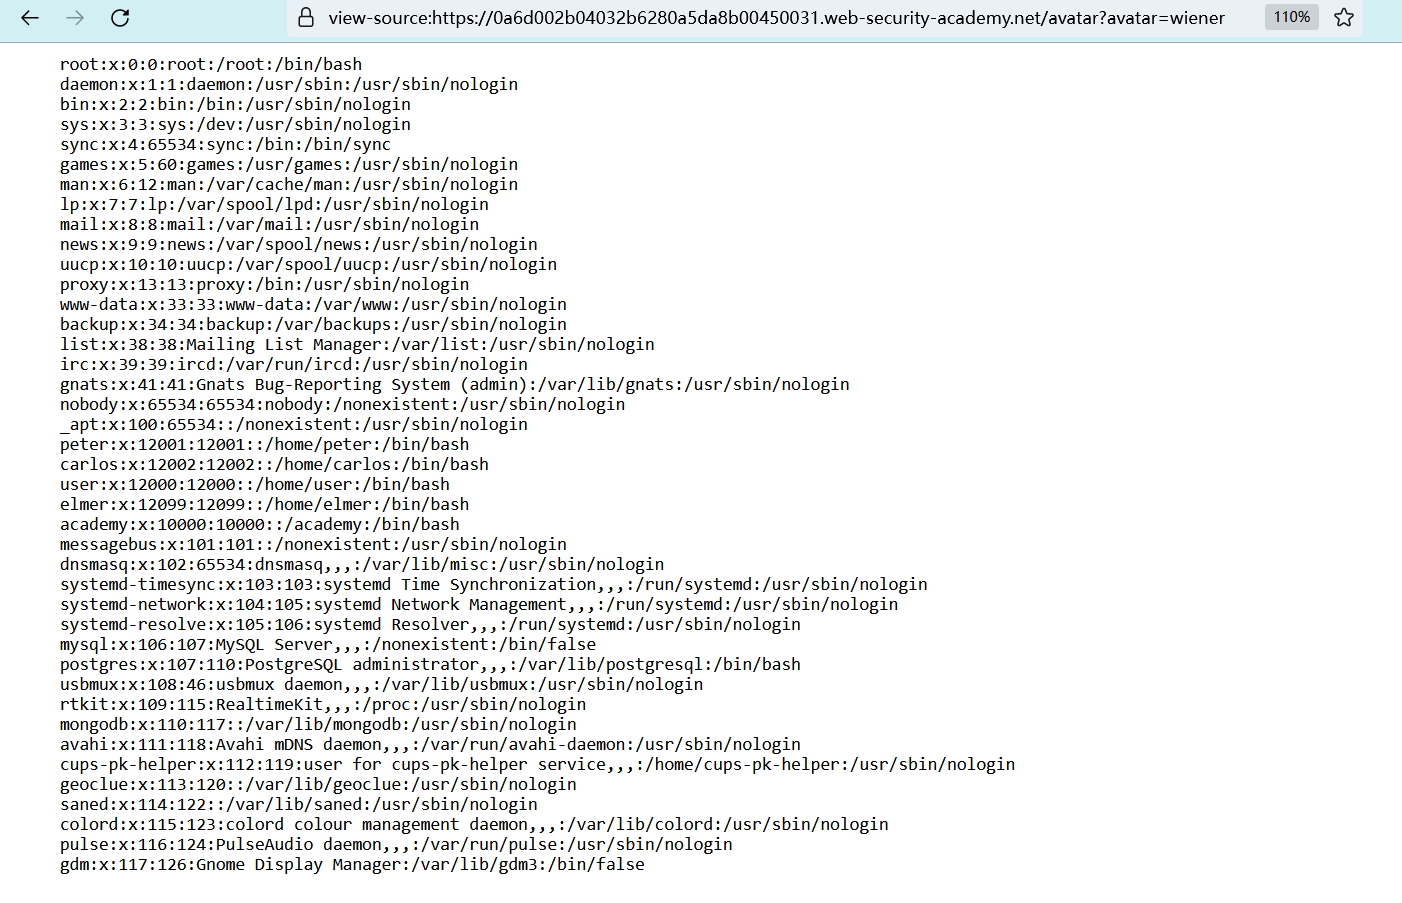 view-source:https://0a6d002b04032b6280a5da8b00450031.web-security-academy.net/avatar?avatar=wiener 110%
root:x:0:0:root:/root:/bin/bash
daemon:x:1:1:daemon:/usr/sbin:/usr/sbin/nologin
bin:x:2:2:bin:/bin:/usr/sbin/nologin
sys:x:3:3:sys:/dev:/usr/sbin/nologin
sync:x:4:65534:sync:/bin:/bin/sync
games:x:5:60:games:/usr/games:/usr/sbin/nologin
man:x:6:12:man:/var/cache/man:/usr/sbin/nologin
lp:x:7:7:lp:/var/spool/lpd:/usr/sbin/nologin
mail:x:8:8:mail:/var/mail:/usr/sbin/nologin
news:x:9:9:news:/var/spool/news:/usr/sbin/nologin
uucp:x:10:10:uucp:/var/spool/uucp:/usr/sbin/nologin
proxy:x:13:13:proxy:/bin:/usr/sbin/nologin
www-data:x:33:33:www-data:/var/www:/usr/sbin/nologin
backup:x:34:34:backup:/var/backups:/usr/sbin/nologin
list:x:38:38:Mailing List Manager:/var/list:/usr/sbin/nologin
irc:x:39:39:ircd:/var/run/ircd:/usr/sbin/nologin
gnats:x:41:41:Gnats Bug-Reporting System (admin):/var/lib/gnats:/usr/sbin/nologin
nobody:x:65534:65534:nobody:/nonexistent:/usr/sbin/nologin
_apt:x:100:65534::/nonexistent:/usr/sbin/nologin
peter:x:12001:12001::/home/peter:/bin/bash
carlos:x:12002:12002::/home/carlos:/bin/bash
user:x:12000:12000::/home/user:/bin/bash
elmer:x:12099:12099::/home/elmer:/bin/bash
academy:x:10000:10000::/academy:/bin/bash
messagebus:x:101:101::/nonexistent:/usr/sbin/nologin
dnsmasq:x:102:65534:dnsmasq,,,:/var/lib/misc:/usr/sbin/nologin
systemd-timesync:x:103:103:systemd Time Synchronization,,,:/run/systemd:/usr/sbin/nologin
systemd-network:x:104:105:systemd Network Management,,,:/run/systemd:/usr/sbin/nologin
systemd-resolve:x:105:106:systemd Resolver,,,:/run/systemd:/usr/sbin/nologin
mysql:x:106:107:MySQL Server,,,:/nonexistent:/bin/false
postgres:x:107:110:PostgreSQL administrator,,,:/var/lib/postgresql:/bin/bash
usbmux:x:108:46:usbmux daemon,,,:/var/lib/usbmux:/usr/sbin/nologin
rtkit:x:109:115:RealtimeKit,,,:/proc:/usr/sbin/nologin
mongodb:x:110:117::/var/lib/mongodb:/usr/sbin/nologin
avahi:x:111:118:Avahi mDNS daemon,,,:/var/run/avahi-daemon:/usr/sbin/nologin
cups-pk-helper:x:112:119:user for cups-pk-helper service,,,:/home/cups-pk-helper:/usr/sbin/nologin
geoclue:x:113:120::/var/lib/geoclue:/usr/sbin/nologin
saned:x:114:122::/var/lib/saned:/usr/sbin/nologin
colord:x:115:123:colord colour management daemon,,,:/var/lib/colord:/usr/sbin/nologin
pulse:x:116:124:PulseAudio daemon,,,:/var/run/pulse:/usr/sbin/nologin
gdm:x:117:126:Gnome Display Manager:/var/lib/gdm3:/bin/false